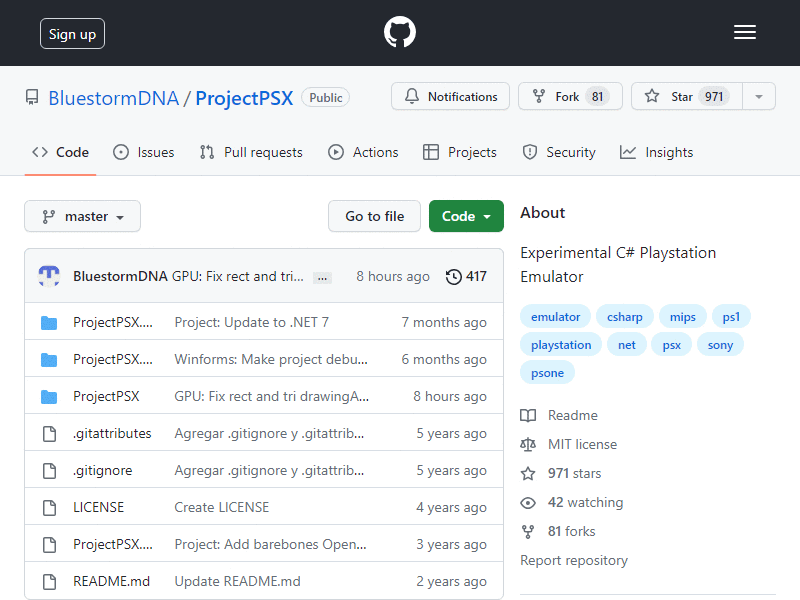 Sign up
BluestormDNA / ProjectPSX Public
Notifications Fork 81 Star 971
Code Issues Pull requests Actions Projects Security Insights
master Go to file Code
BluestormDNA GPU: Fix rect and tri... ... 8 hours ago 417
ProjectPSX.... Project: Update to .NET 7 7 months ago
ProjectPSX.... Winforms: Make project debu... 6 months ago
ProjectPSX GPU: Fix rect and tri drawingA... 8 hours ago
.gitattributes Agregar .gitignore y .gitattrib... 5 years ago
.gitignore Agregar .gitignore y .gitattrib... 5 years ago
LICENSE Create LICENSE 4 years ago
ProjectPSX.... Project: Add barebones Open... 3 years ago
README.md Update README.md 2 years ago
About
Experimental C# Playstation
Emulator
emulator csharp mips ps1
playstation net psx sony
psone
Readme
MIT license
971 stars
42 watching
81 forks
Report repository